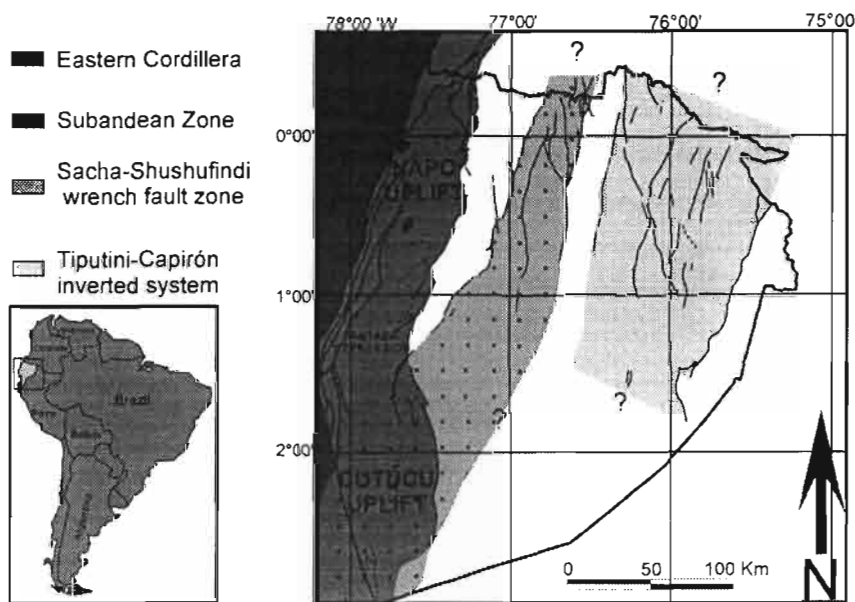 78°00 'W
77°00'
76°00'
75°00'
Eastern Cordillera
Subandean Zone
Sacha-Shushufindi
wrench fault zone
Tiputini-Capirón
inverted system
?
?
0°00'
NAPO
UPLIFT
1°00'
?
?
2°00'
CUTUCU
UPLIFT
Brazil
0 50 100 Km
N